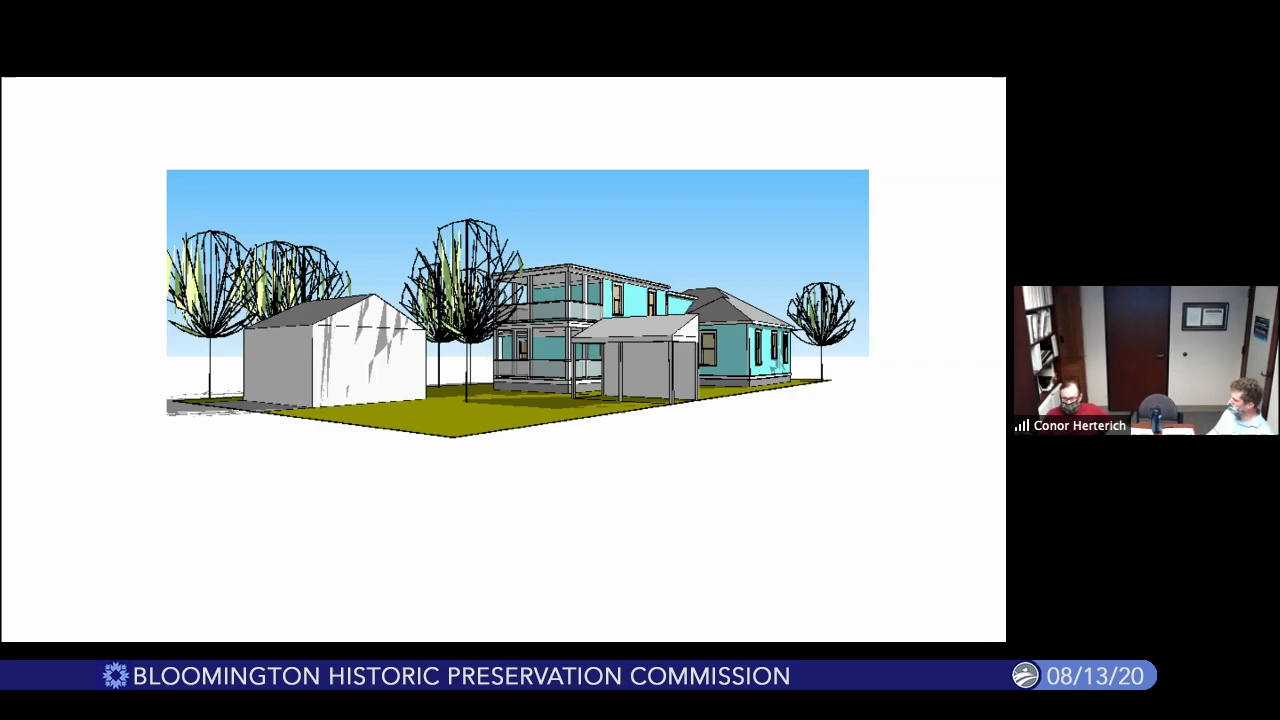 Conor Herterich
BLOOMINGTON HISTORIC PRESERVATION COMMISSION
08/13/20